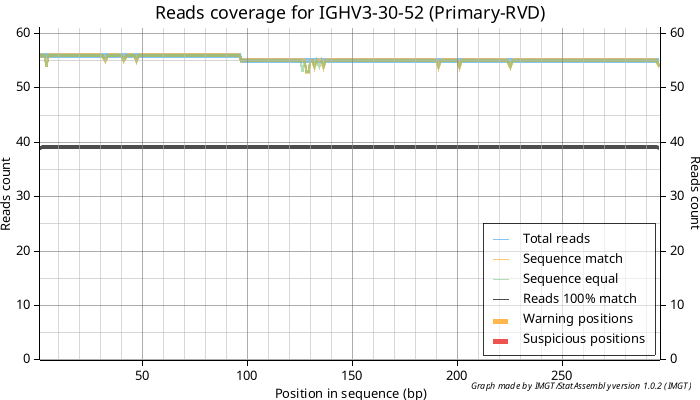 Reads coverage for IGHV3-30-52 (Primary-RVD)
60 60
50 50
40 40
30 30
20 20
10 10
0 0
Reads count
Reads count
Total reads
Sequence match
Sequence equal
Reads 100% match
Warning positions
Suspicious positions
50 100 150 200 250
Position in sequence (bp)
Graph made by IMGT/StatAssembly version 1.0.2 (IMGT)